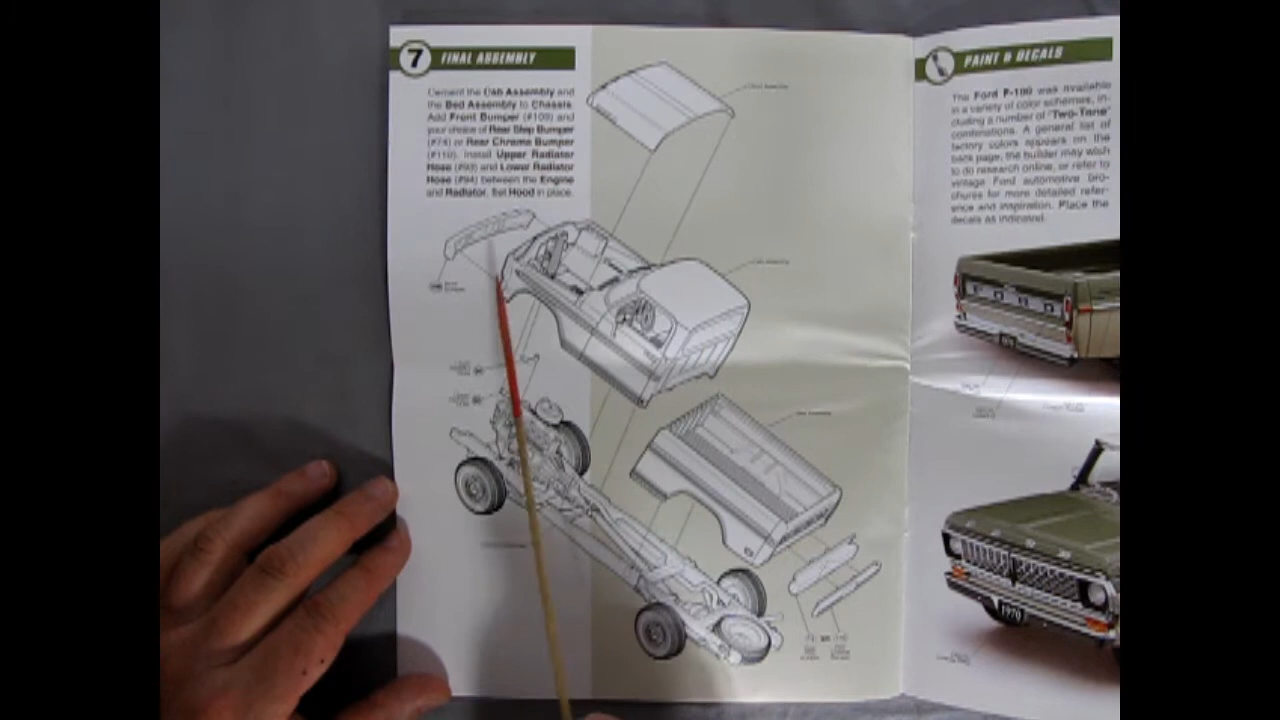 7 FINAL ASSEMBLY
Cement the Cab Assembly and
the Bed Assembly to Chassis.
Add Front Bumper (#109) and
your choice of Rear Step Bumper
(#74) or Rear Chrome Bumper
(#110). Install Upper Radiator
Hose (#93) and Lower Radiator
Hose (#94) between the Engine
and Radiator. Set Hood in place.
PAINT & DECALS
The Ford F-100 was available
in a variety of color schemes, in-
cluding a number of "Two-Tone"
combinations. A general list of
factory colors appears on the
back page, the builder may wish
to do research online, or refer to
vintage Ford automotive bro-
chures for more detailed refer-
ence and inspiration. Place the
decals as indicated.
FORD
1970